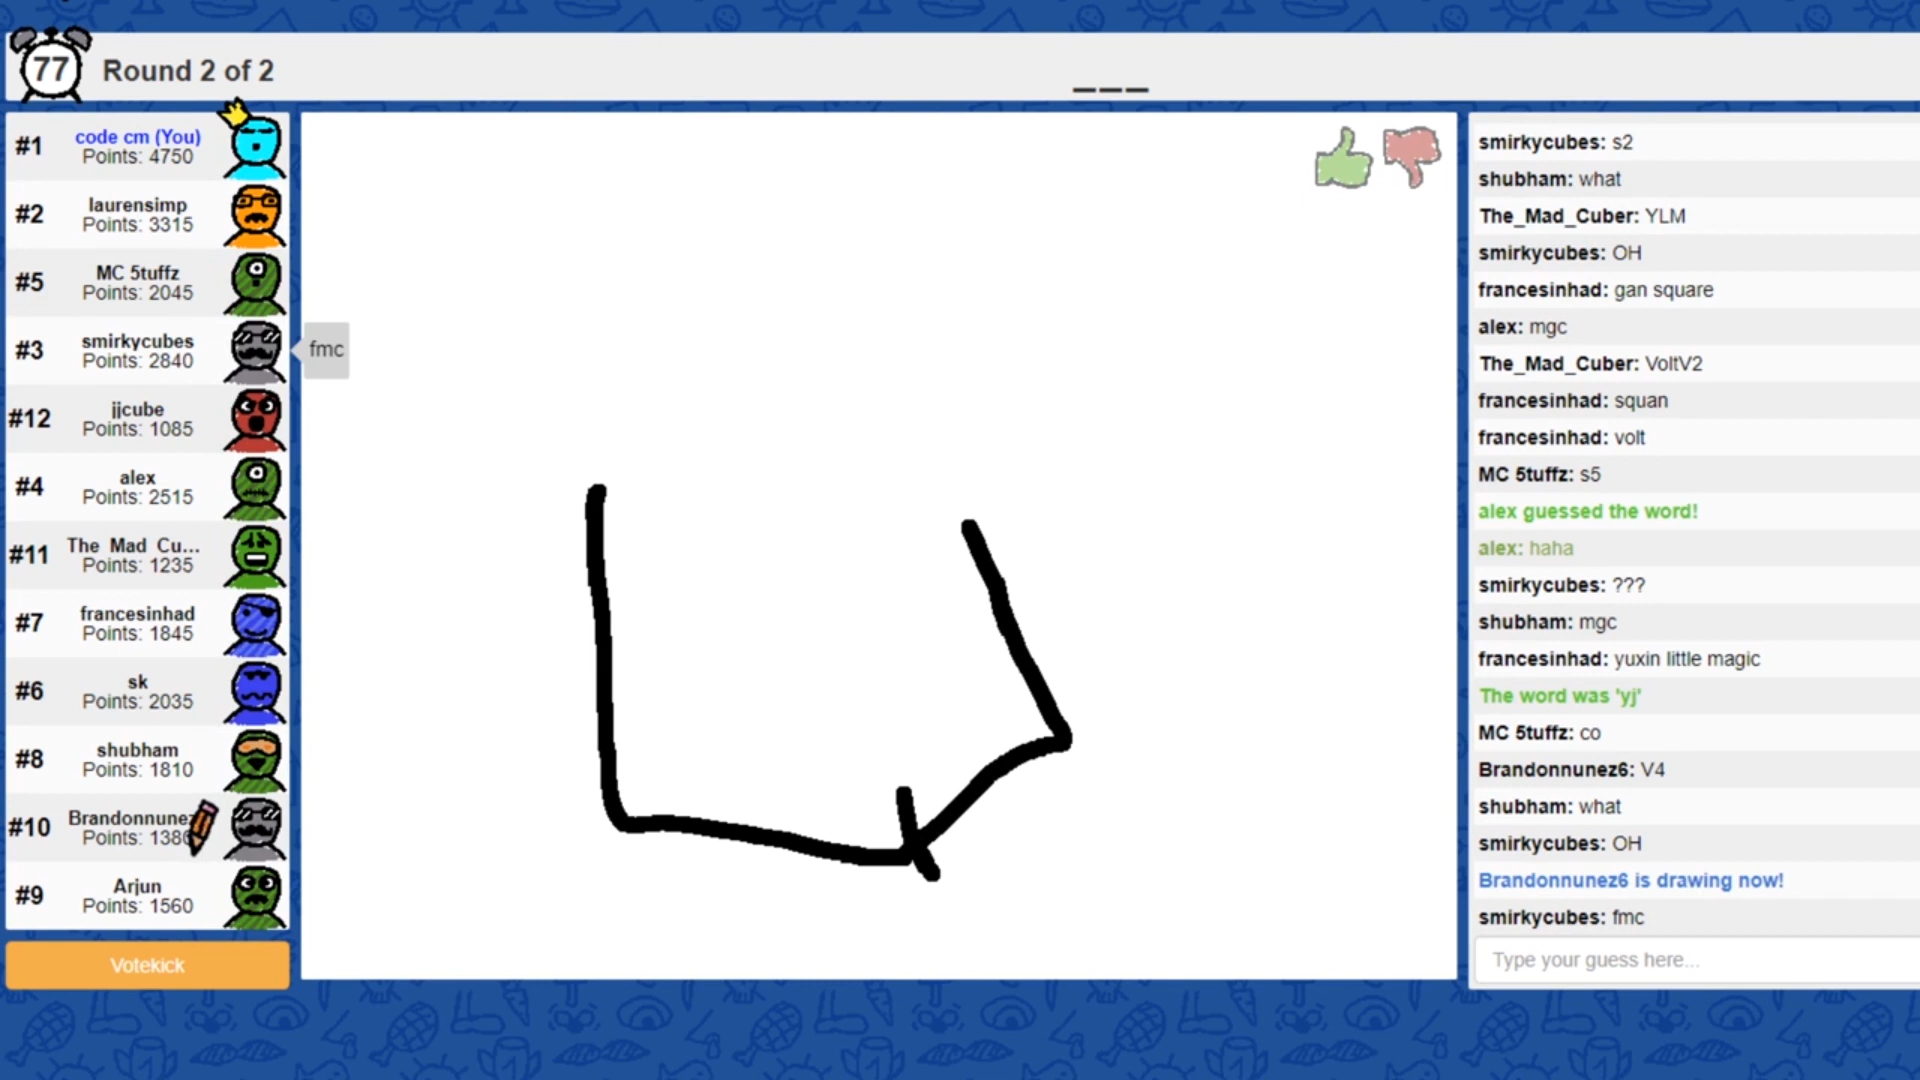 77
Round 2 of 2
___
#1
code cm (You)
Points: 4750
#2
laurensimp
Points: 3315
#5
MC 5tuffz
Points: 2045
#3
smirkycubes
Points: 2840
fmc
#12
jjcube
Points: 1085
#4
alex
Points: 2515
#11
The_Mad_Cu...
Points: 1235
#7
francesinhad
Points: 1845
#6
sk
Points: 2035
#8
shubham
Points: 1810
#10
Brandonnunez
Points: 1380
#9
Arjun
Points: 1560
Votekick
smirkycubes: s2
shubham: what
The_Mad_Cuber: YLM
smirkycubes: OH
francesinhad: gan square
alex: mgc
The_Mad_Cuber: VoltV2
francesinhad: squan
francesinhad: volt
MC 5tuffz: s5
alex guessed the word!
alex: haha
smirkycubes: ???
shubham: mgc
francesinhad: yuxin little magic
The word was 'yj'
MC 5tuffz: co
Brandonnunez6: V4
shubham: what
smirkycubes: OH
Brandonnunez6 is drawing now!
smirkycubes: fmc
Type your guess here...